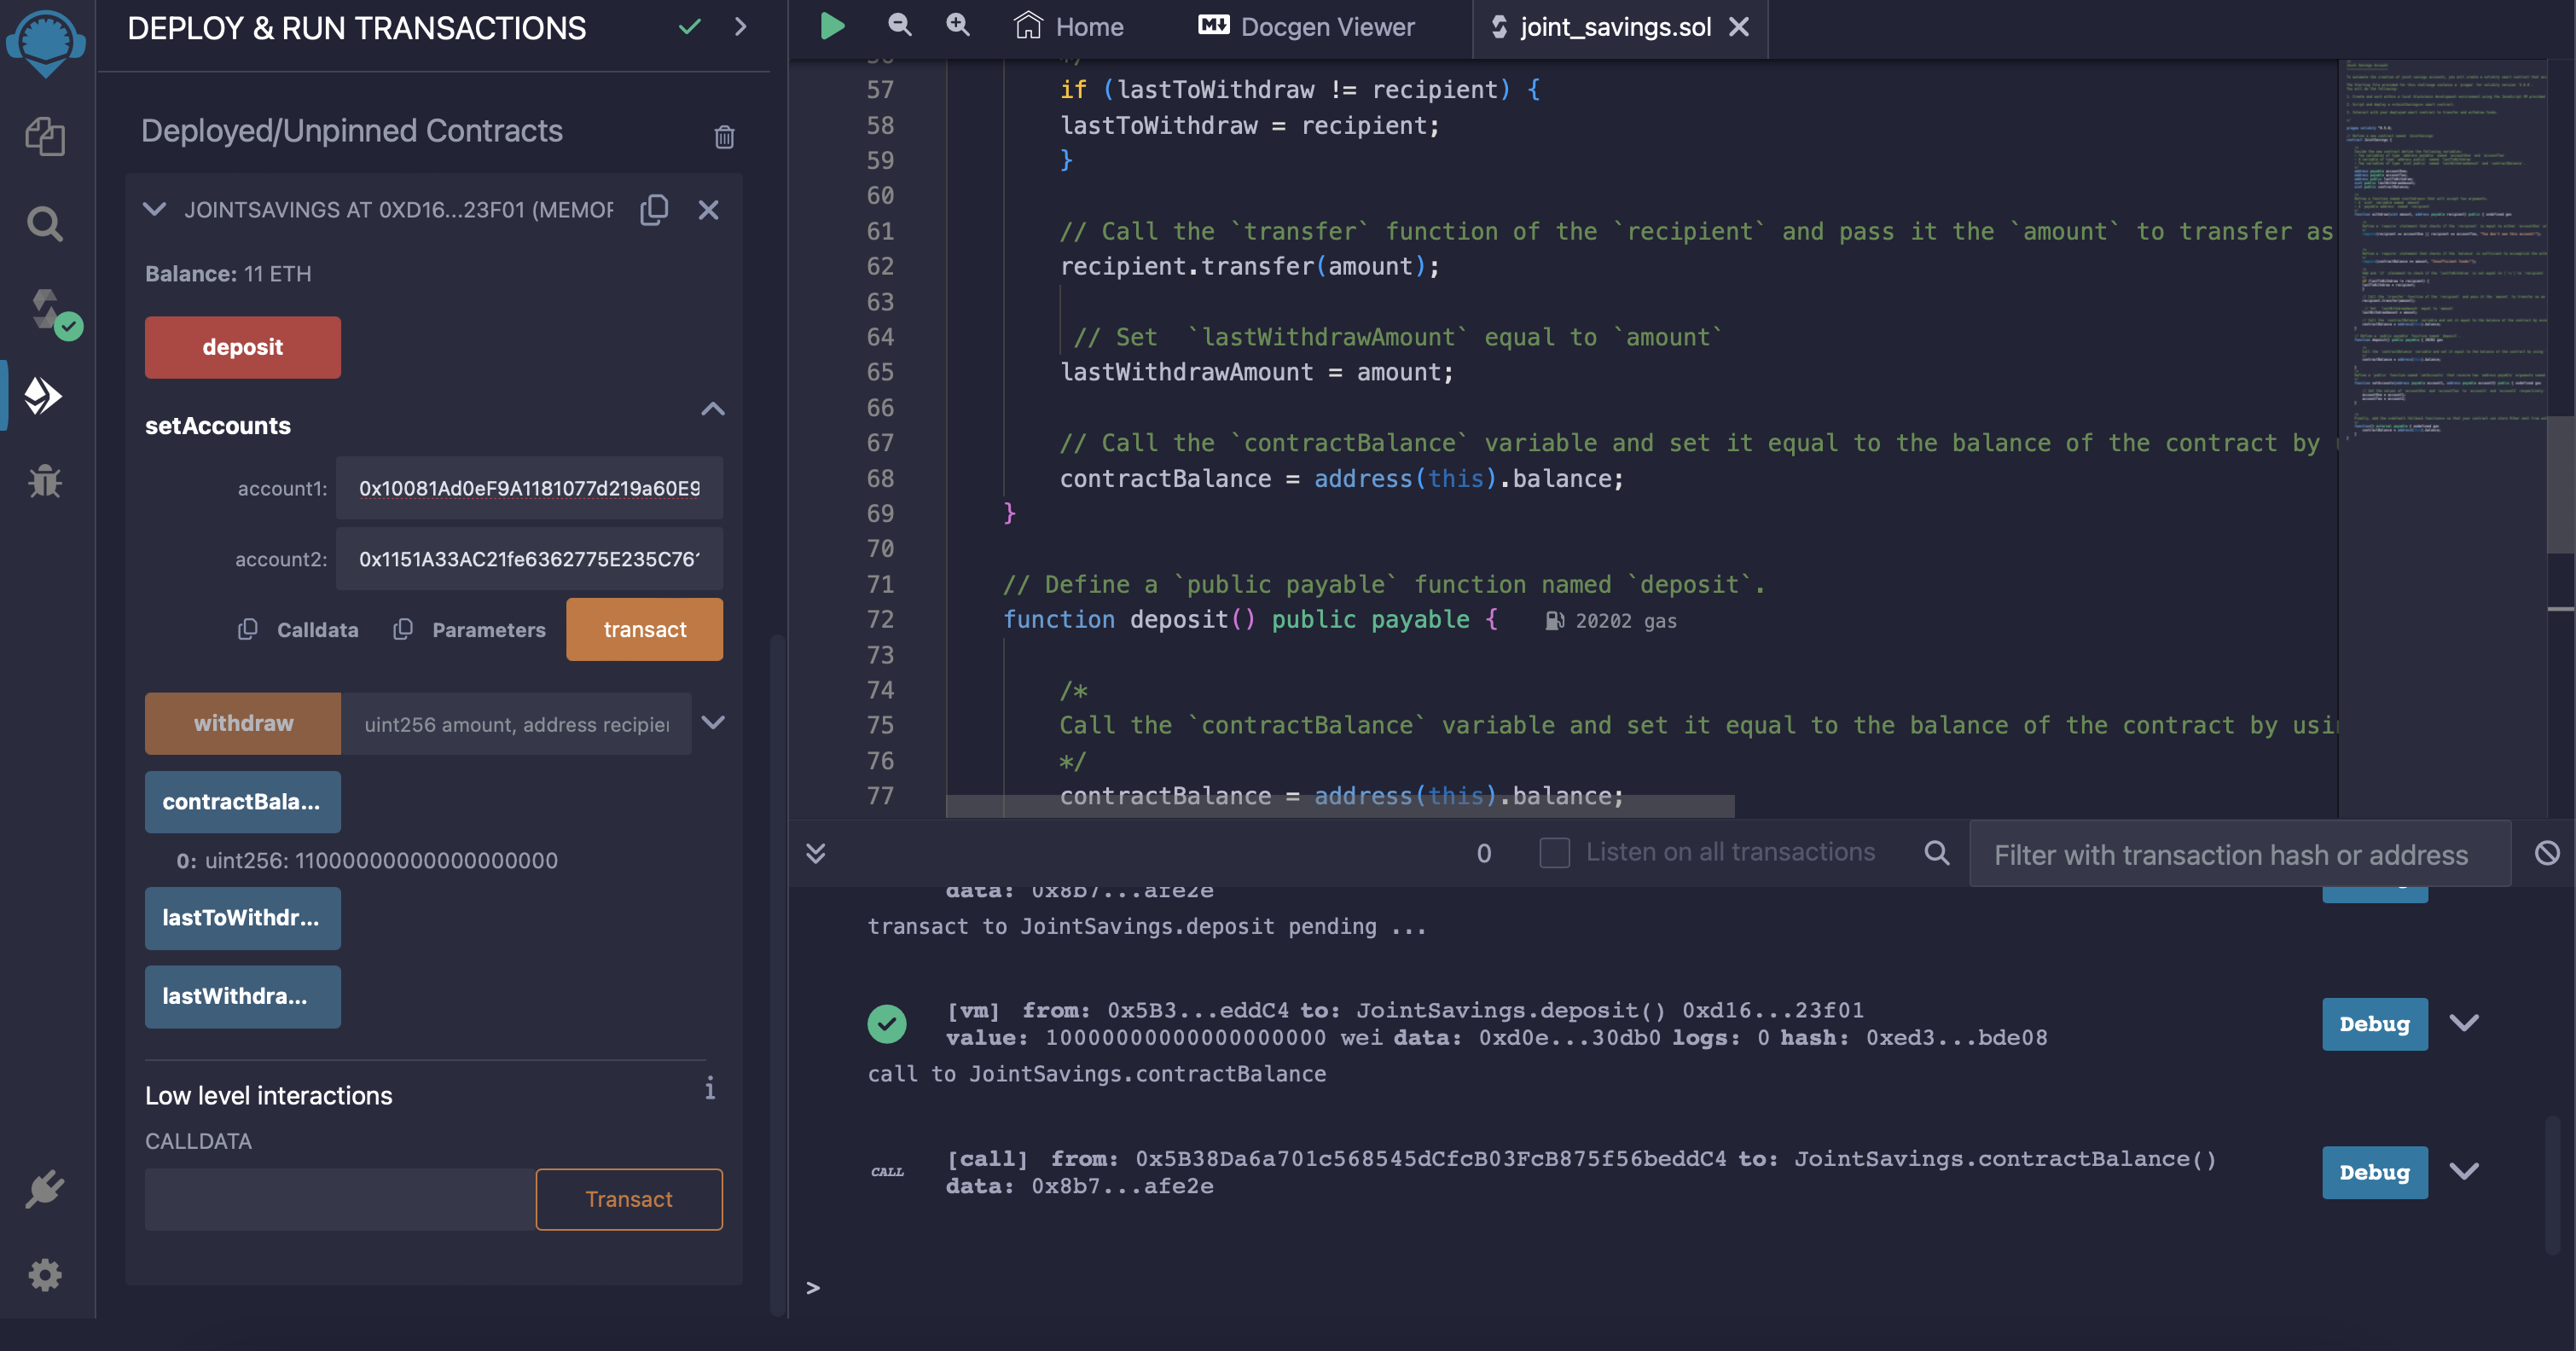 DEPLOY & RUN TRANSACTIONS
Deployed/Unpinned Contracts
JOINTSAVINGS AT 0XD16...23F01 (MEMOR
Balance: 11 ETH
deposit
setAccounts
account1: 0x10081Ad0eF9A1181077d219a60E9
account2: 0x1151A33AC21fe6362775E235C761
Calldata Parameters transact
withdraw uint256 amount, address recipien
contractBala...
0: uint256: 11000000000000000000
lastToWithdr...
lastWithdra...
Low level interactions i
CALLDATA
Transact
Home Docgen Viewer joint_savings.sol
56 */
57 if (lastToWithdraw != recipient) {
58 lastToWithdraw = recipient;
59 }
60
61 // Call the `transfer` function of the `recipient` and pass it the `amount` to transfer as
62 recipient.transfer(amount);
63
64 // Set  `lastWithdrawAmount` equal to `amount`
65 lastWithdrawAmount = amount;
66
67 // Call the `contractBalance` variable and set it equal to the balance of the contract by
68 contractBalance = address(this).balance;
69 }
70
71 // Define a `public payable` function named `deposit`.
72 function deposit() public payable { 20202 gas
73
74 /*
75 Call the `contractBalance` variable and set it equal to the balance of the contract by usi
76 */
77 contractBalance = address(this).balance;
0 Listen on all transactions Filter with transaction hash or address
data: 0x8b7...afe2e
transact to JointSavings.deposit pending ...
[vm] from: 0x5B3...eddC4 to: JointSavings.deposit() 0xd16...23f01
value: 10000000000000000000 wei data: 0xd0e...30db0 logs: 0 hash: 0xed3...bde08
Debug
call to JointSavings.contractBalance
CALL
[call] from: 0x5B38Da6a701c568545dCfcB03FcB875f56beddC4 to: JointSavings.contractBalance()
data: 0x8b7...afe2e
Debug
>